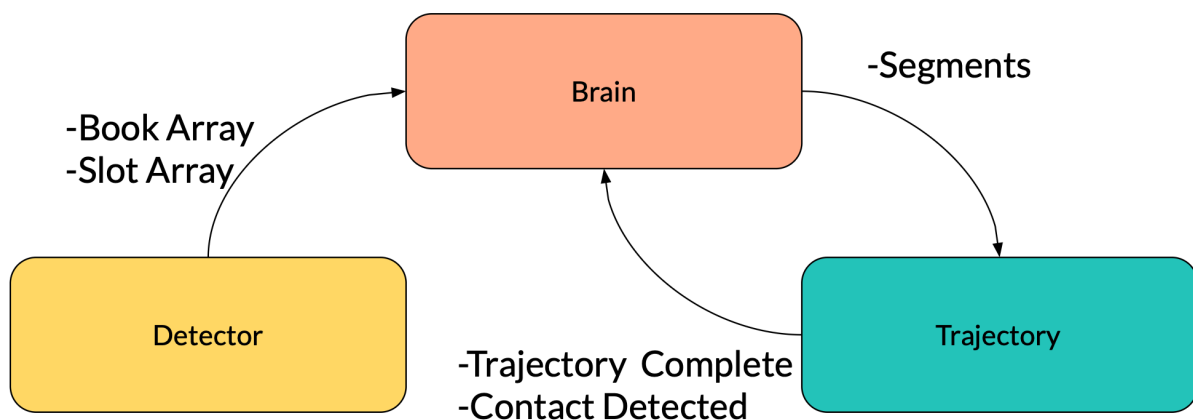 Brain
-Segments
-Book Array
-Slot Array
Detector
Trajectory
-Trajectory  Complete
-Contact Detected